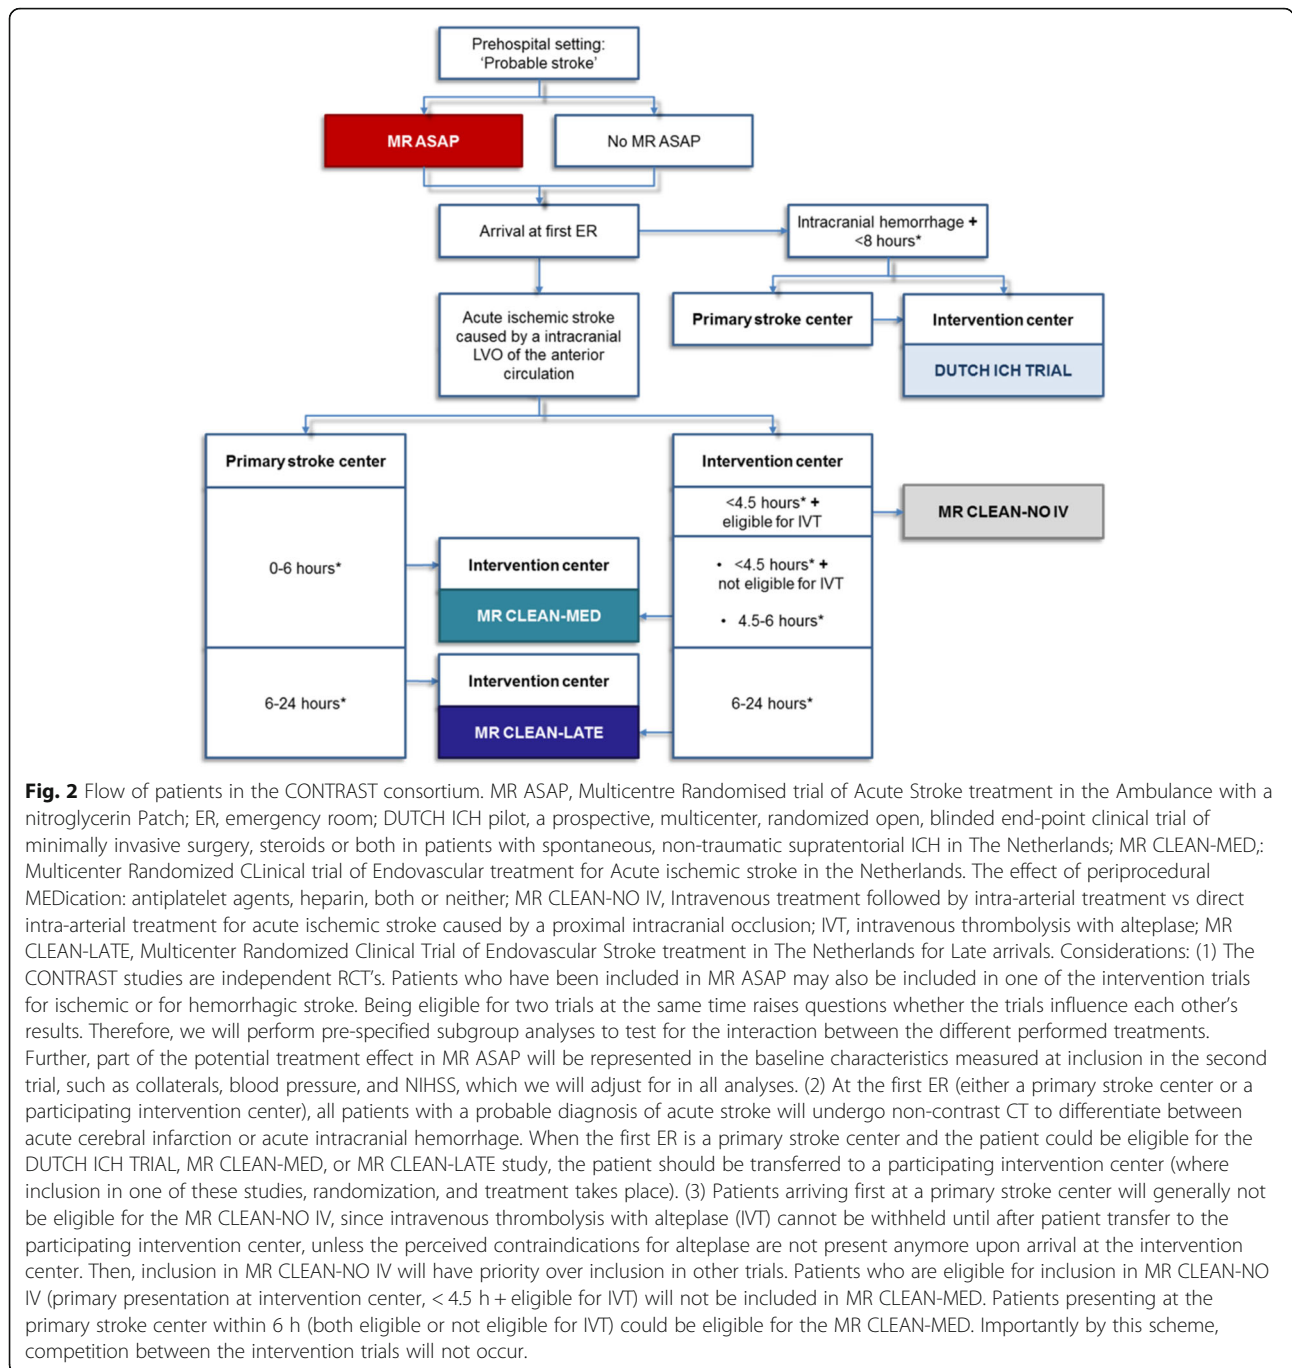 Prehospital setting:
‘Probable stroke’
MR ASAP
No MR ASAP
Arrival at first ER
Intracranial hemorrhage +
<8 hours*
Acute ischemic stroke
caused by a intracranial
LVO of the anterior
circulation
Primary stroke center
Intervention center
DUTCH ICH TRIAL
Primary stroke center
Intervention center
<4.5 hours* +
eligible for IVT
MR CLEAN-NO IV
0-6 hours*
Intervention center
MR CLEAN-MED
• <4.5 hours* +
not eligible for IVT
• 4.5-6 hours*
6-24 hours*
Intervention center
MR CLEAN-LATE
6-24 hours*
Fig. 2 Flow of patients in the CONTRAST consortium. MR ASAP, Multicentre Randomised trial of Acute Stroke treatment in the Ambulance with a
nitroglycerin Patch; ER, emergency room; DUTCH ICH pilot, a prospective, multicenter, randomized open, blinded end-point clinical trial of
minimally invasive surgery, steroids or both in patients with spontaneous, non-traumatic supratentorial ICH in The Netherlands; MR CLEAN-MED,:
Multicenter Randomized CLinical trial of Endovascular treatment for Acute ischemic stroke in the Netherlands. The effect of periprocedural
MEDication: antiplatelet agents, heparin, both or neither; MR CLEAN-NO IV, Intravenous treatment followed by intra-arterial treatment vs direct
intra-arterial treatment for acute ischemic stroke caused by a proximal intracranial occlusion; IVT, intravenous thrombolysis with alteplase; MR
CLEAN-LATE, Multicenter Randomized Clinical Trial of Endovascular Stroke treatment in The Netherlands for Late arrivals. Considerations: (1) The
CONTRAST studies are independent RCT’s. Patients who have been included in MR ASAP may also be included in one of the intervention trials
for ischemic or for hemorrhagic stroke. Being eligible for two trials at the same time raises questions whether the trials influence each other’s
results. Therefore, we will perform pre-specified subgroup analyses to test for the interaction between the different performed treatments.
Further, part of the potential treatment effect in MR ASAP will be represented in the baseline characteristics measured at inclusion in the second
trial, such as collaterals, blood pressure, and NIHSS, which we will adjust for in all analyses. (2) At the first ER (either a primary stroke center or a
participating intervention center), all patients with a probable diagnosis of acute stroke will undergo non-contrast CT to differentiate between
acute cerebral infarction or acute intracranial hemorrhage. When the first ER is a primary stroke center and the patient could be eligible for the
DUTCH ICH TRIAL, MR CLEAN-MED, or MR CLEAN-LATE study, the patient should be transferred to a participating intervention center (where
inclusion in one of these studies, randomization, and treatment takes place). (3) Patients arriving first at a primary stroke center will generally not
be eligible for the MR CLEAN-NO IV, since intravenous thrombolysis with alteplase (IVT) cannot be withheld until after patient transfer to the
participating intervention center, unless the perceived contraindications for alteplase are not present anymore upon arrival at the intervention
center. Then, inclusion in MR CLEAN-NO IV will have priority over inclusion in other trials. Patients who are eligible for inclusion in MR CLEAN-NO
IV (primary presentation at intervention center, < 4.5 h + eligible for IVT) will not be included in MR CLEAN-MED. Patients presenting at the
primary stroke center within 6 h (both eligible or not eligible for IVT) could be eligible for the MR CLEAN-MED. Importantly by this scheme,
competition between the intervention trials will not occur.